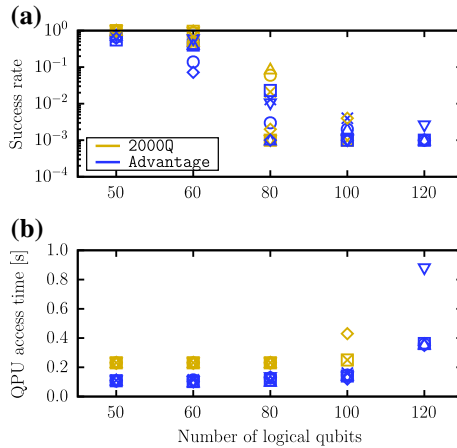 (a)
Success rate
10^0
10^-1
10^-2
10^-3
10^-4
2000Q
Advantage
50 60 80 100 120
(b)
QPU access time [s]
1.0
0.8
0.6
0.4
0.2
0.0
50 60 80 100 120
Number of logical qubits